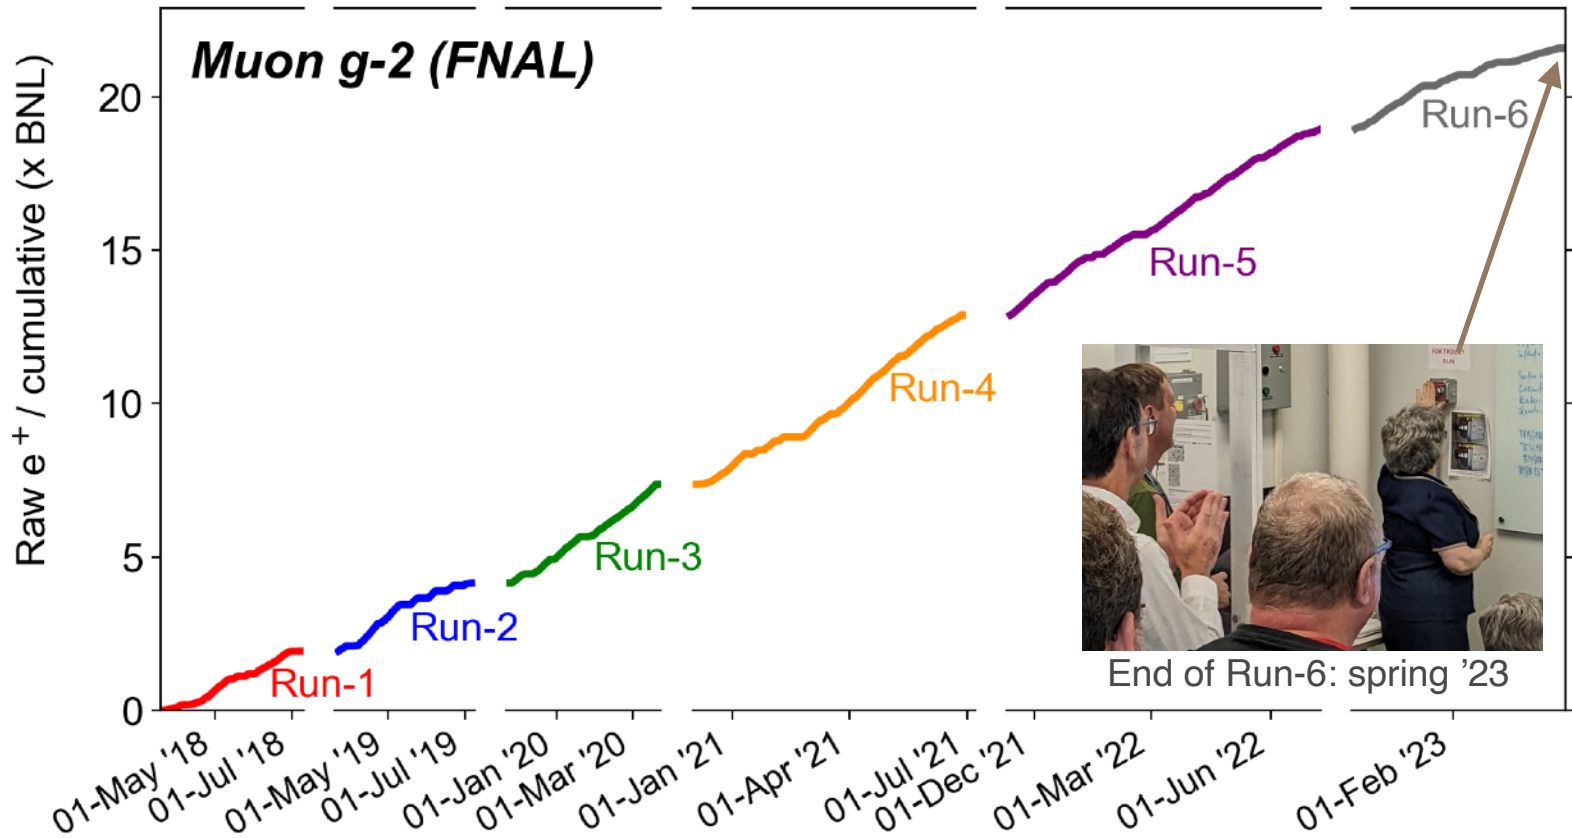 Muon g-2 (FNAL)
Raw e+ / cumulative (x BNL)
20
15
10
5
0
Run-1
Run-2
Run-3
Run-4
Run-5
Run-6
FOR TROLLEY
RUN
End of Run-6: spring ’23
01-May '18
01-Jul '18
01-May '19
01-Jul '19
01-Jan '20
01-Mar '20
01-Jan '21
01-Apr '21
01-Jul '21
01-Dec '21
01-Mar '22
01-Jun '22
01-Feb '23